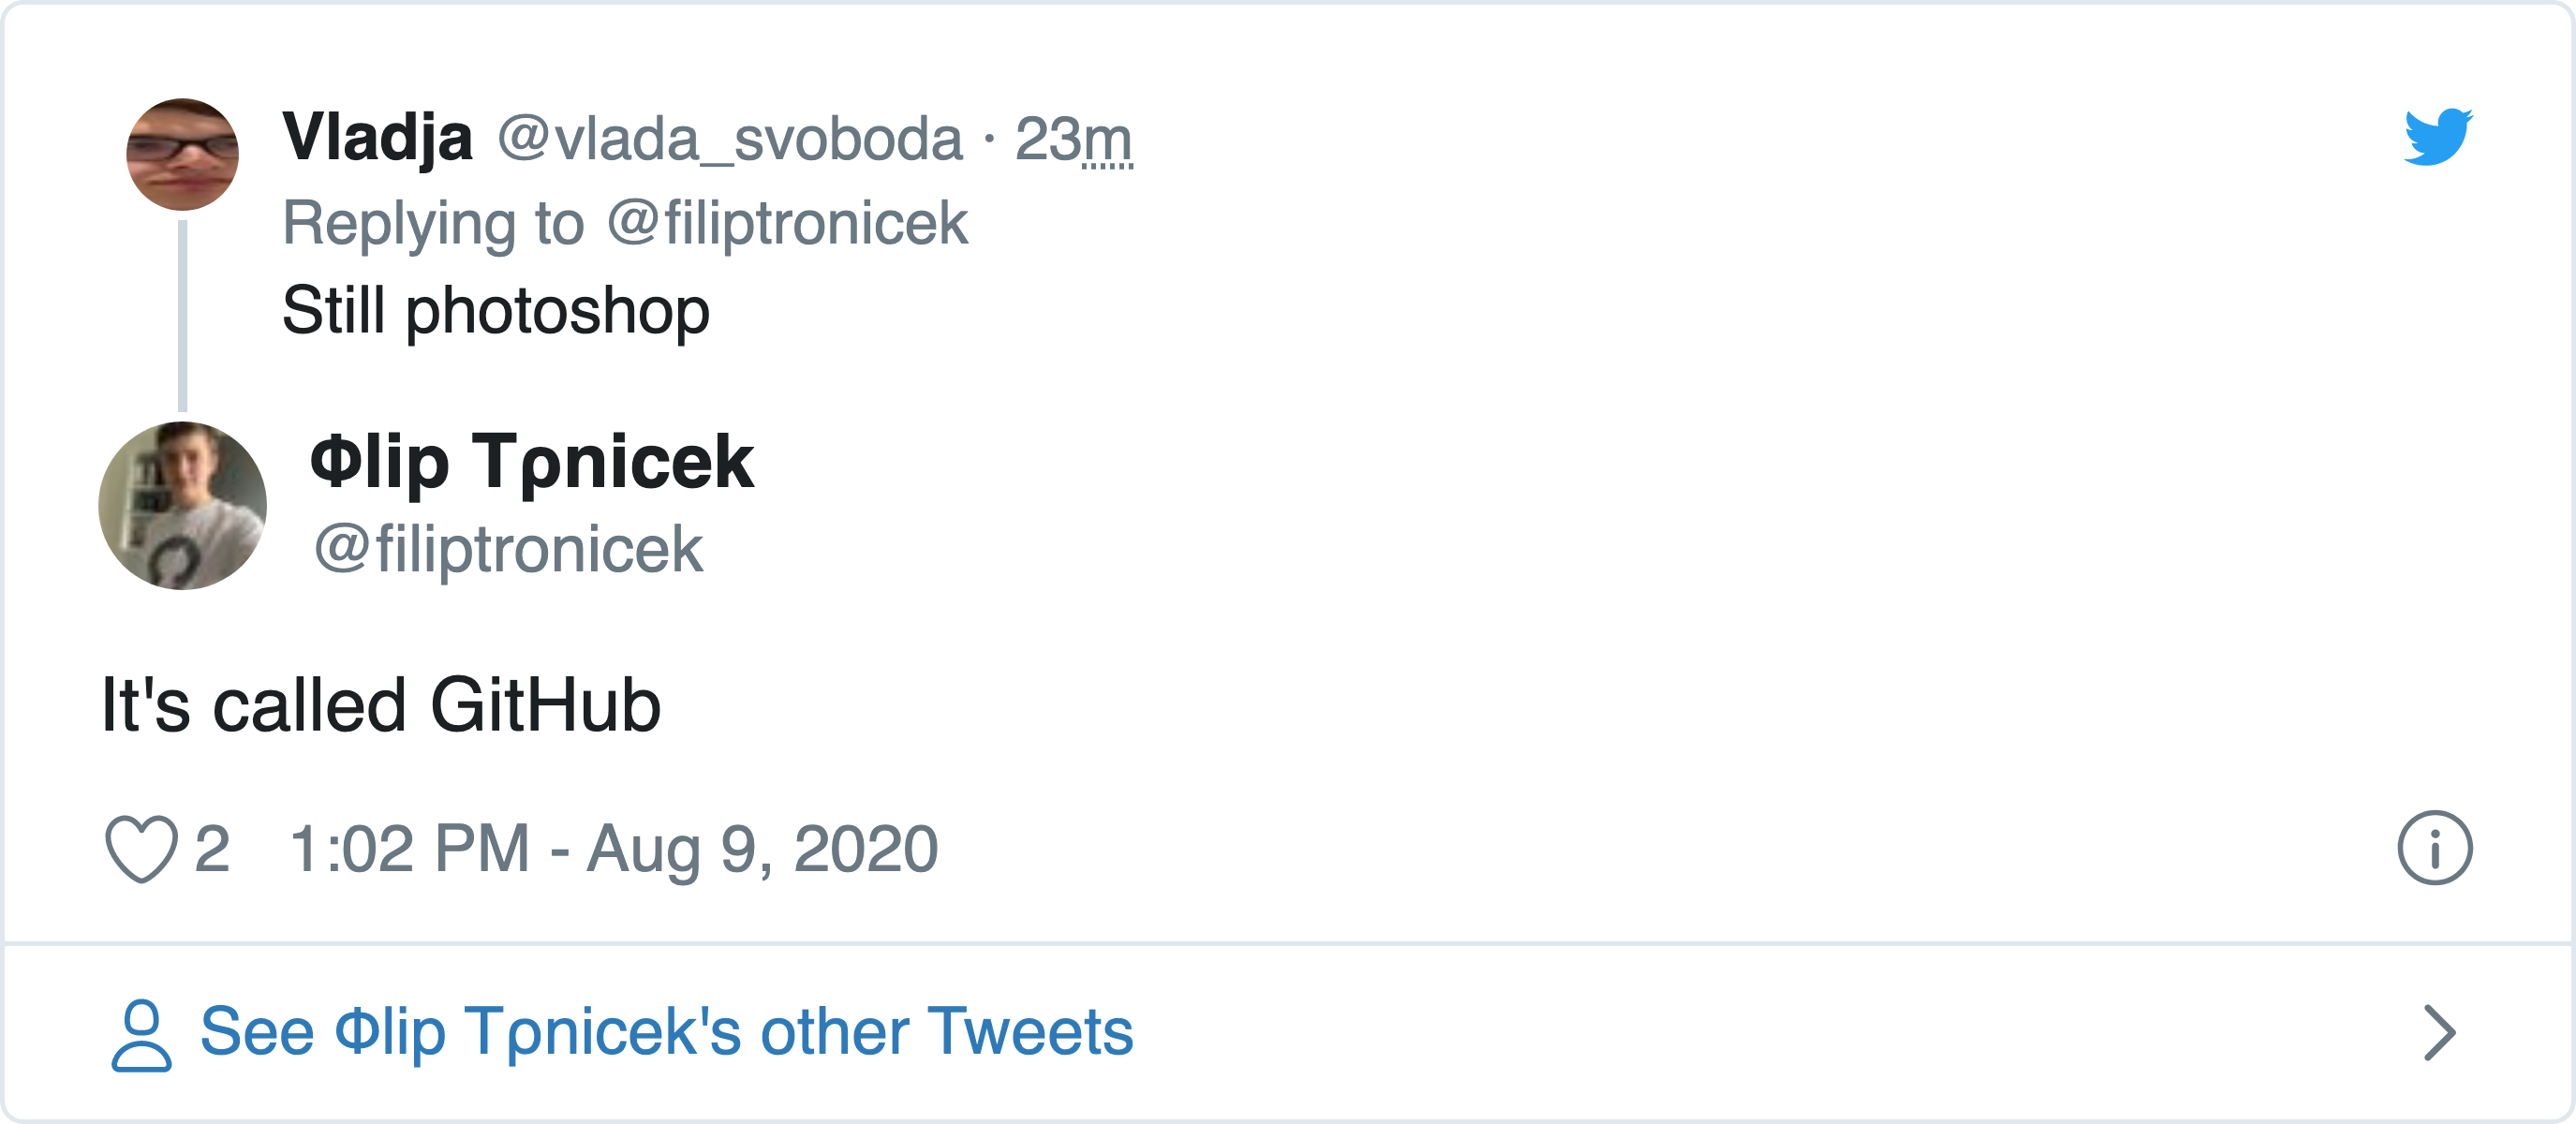 Vladja @vlada_svoboda · 23m
Replying to @filiptronicek
Still photoshop
Φlip Tρnicek
@filiptronicek
It's called GitHub
2 1:02 PM - Aug 9, 2020
See Φlip Tρnicek's other Tweets